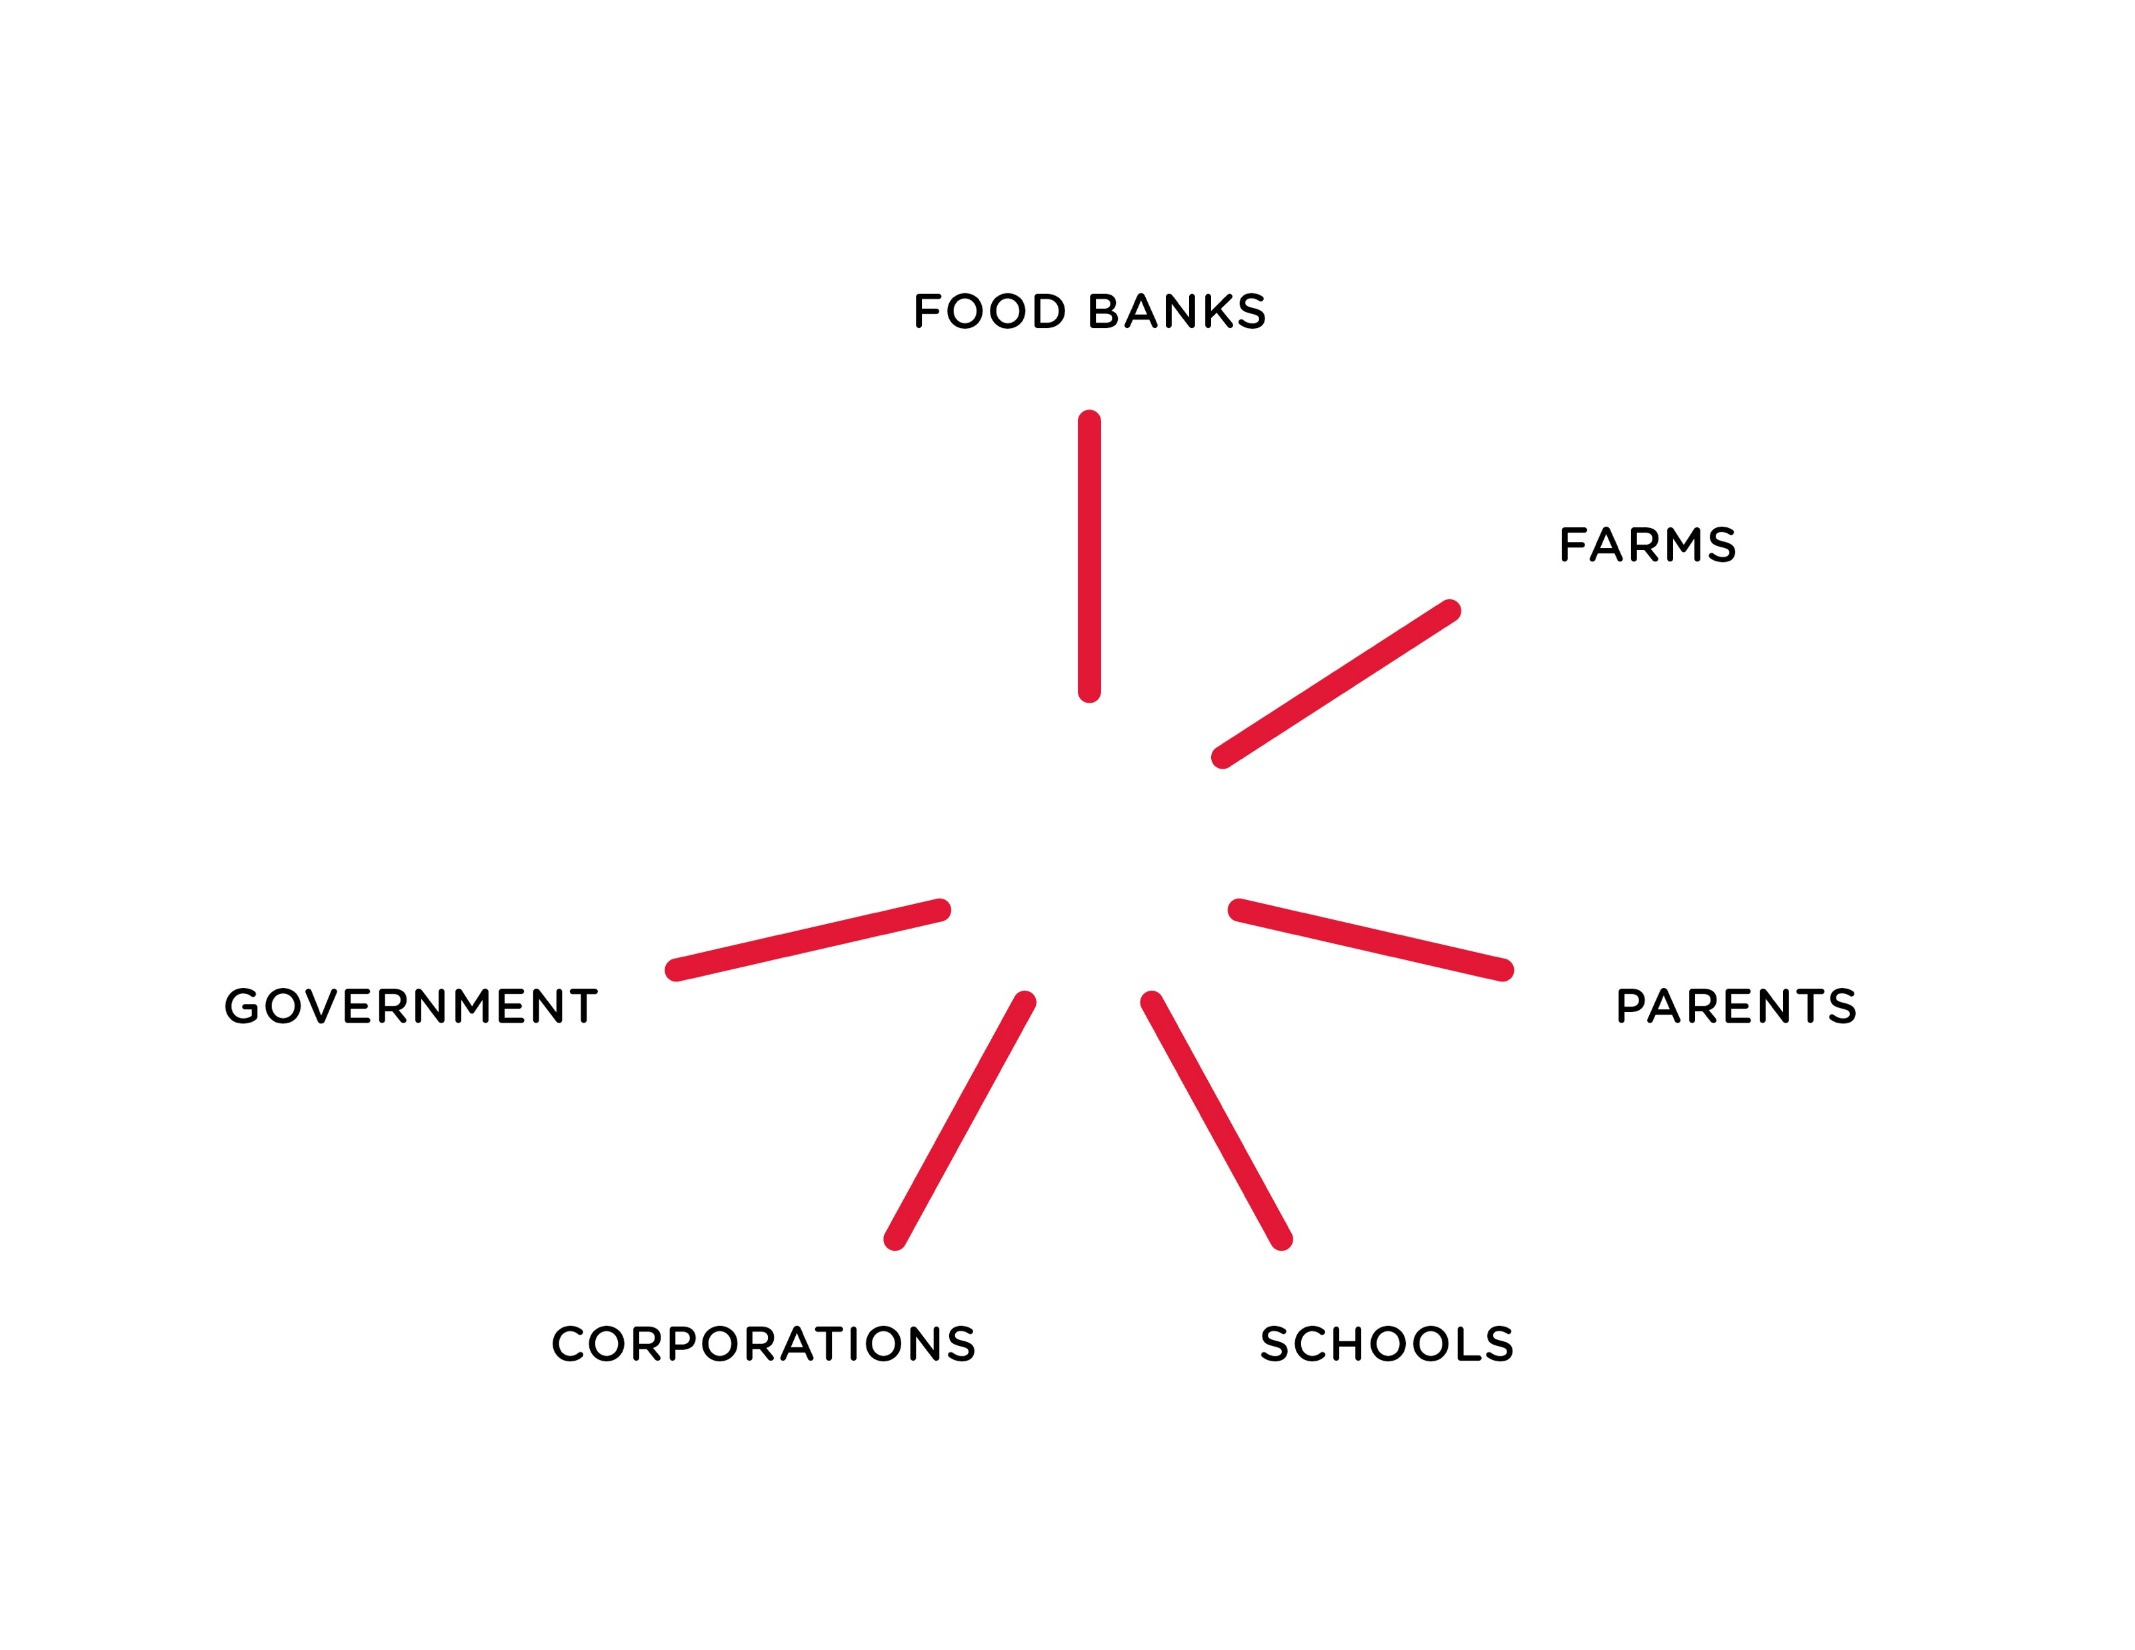 FOOD BANKS
FARMS
GOVERNMENT
PARENTS
CORPORATIONS
SCHOOLS